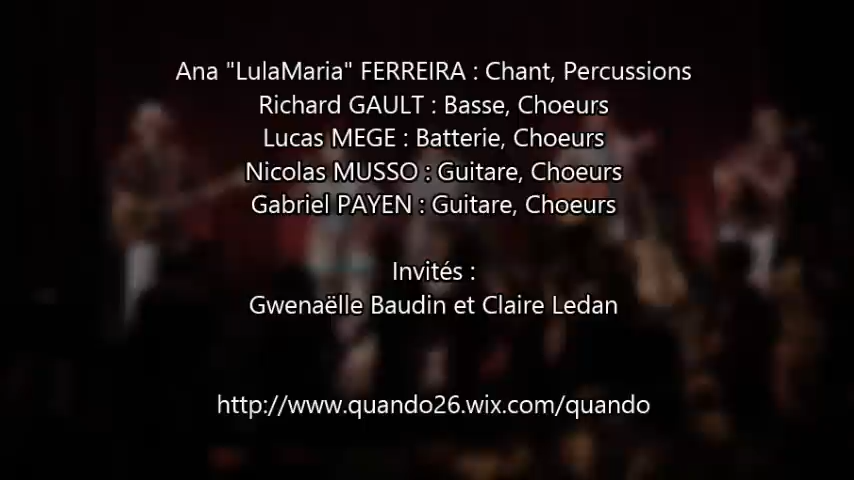 Ana "LulaMaria" FERREIRA : Chant, Percussions
Richard GAULT : Basse, Choeurs
Lucas MEGE : Batterie, Choeurs
Nicolas MUSSO : Guitare, Choeurs
Gabriel PAYEN : Guitare, Choeurs
Invités :
Gwenaëlle Baudin et Claire Ledan
http://www.quando26.wix.com/quando